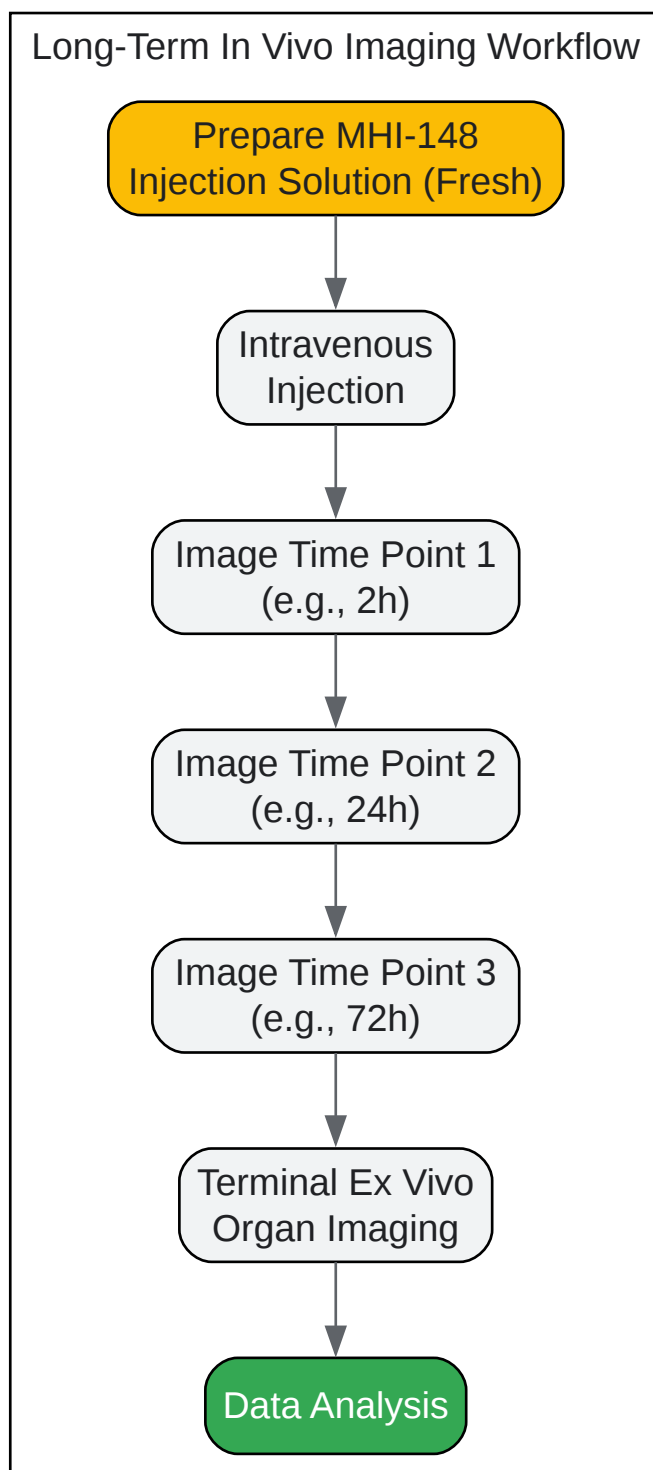 Long-Term In Vivo Imaging Workflow
Prepare MHI-148
Injection Solution (Fresh)
Intravenous
Injection
Image Time Point 1
(e.g., 2h)
Image Time Point 2
(e.g., 24h)
Image Time Point 3
(e.g., 72h)
Terminal Ex Vivo
Organ Imaging
Data Analysis